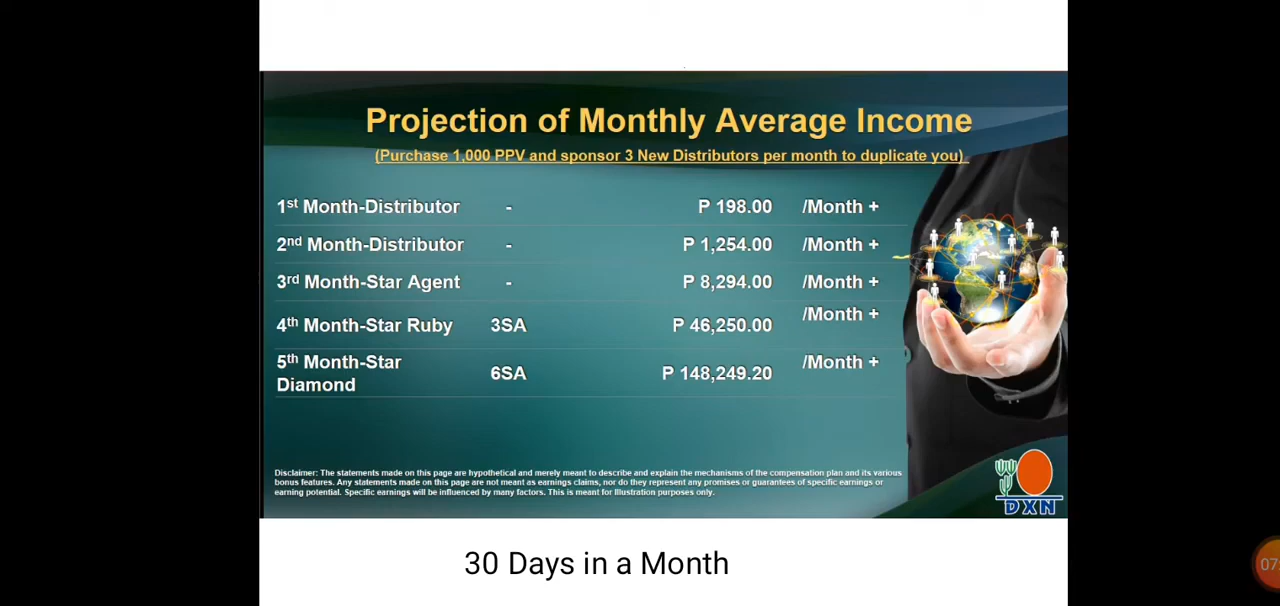 Projection of Monthly Average Income
(Purchase 1,000 PPV and sponsor 3 New Distributors per month to duplicate you)
1st Month-Distributor - P 198.00 /Month +
2nd Month-Distributor - P 1,254.00 /Month +
3rd Month-Star Agent - P 8,294.00 /Month +
4th Month-Star Ruby 3SA P 46,250.00 /Month +
5th Month-Star Diamond 6SA P 148,249.20 /Month +
Disclaimer: The statements made on this page are hypothetical and merely meant to describe and explain the mechanisms of the compensation plan and its various
bonus features. Any statements made on this page are not meant as earnings claims, nor do they represent any promises or guarantees of specific earnings or
earning potential. Specific earnings will be influenced by many factors. This is meant for Illustration purposes only.
DXN
30 Days in a Month